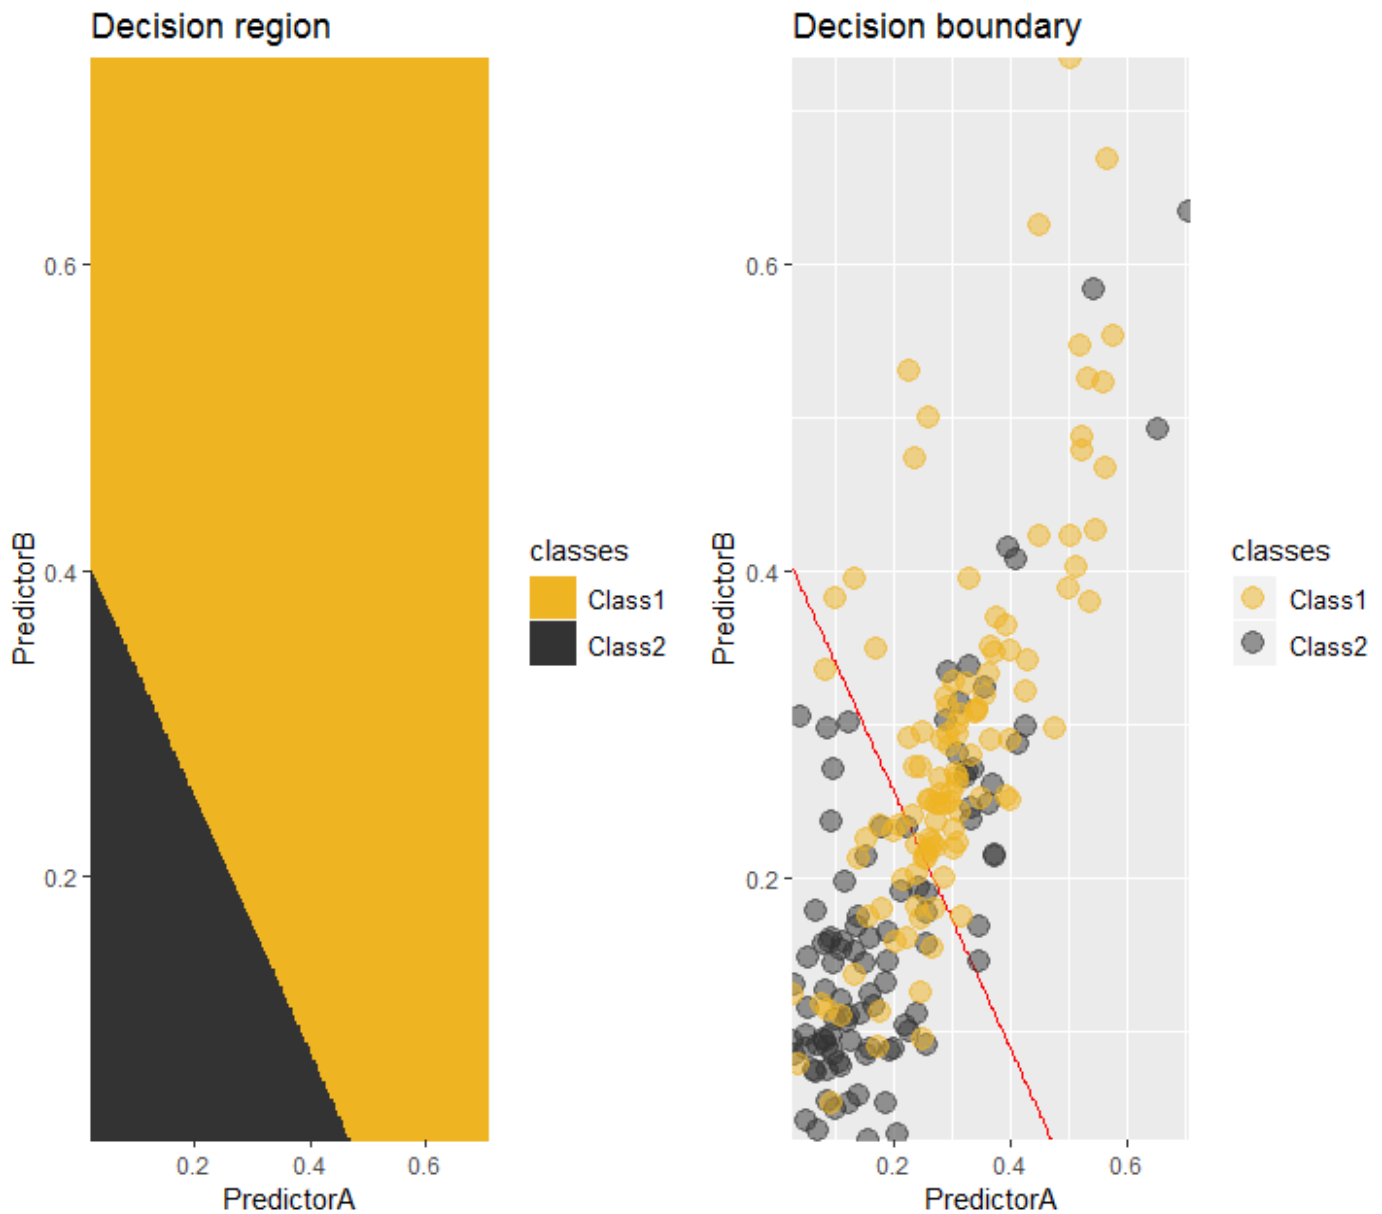 Decision region
0.6
0.4
0.2
PredictorB
0.2 0.4 0.6
PredictorA
classes
Class1
Class2
Decision boundary
0.6
0.4
0.2
PredictorB
0.2 0.4 0.6
PredictorA
classes
Class1
Class2